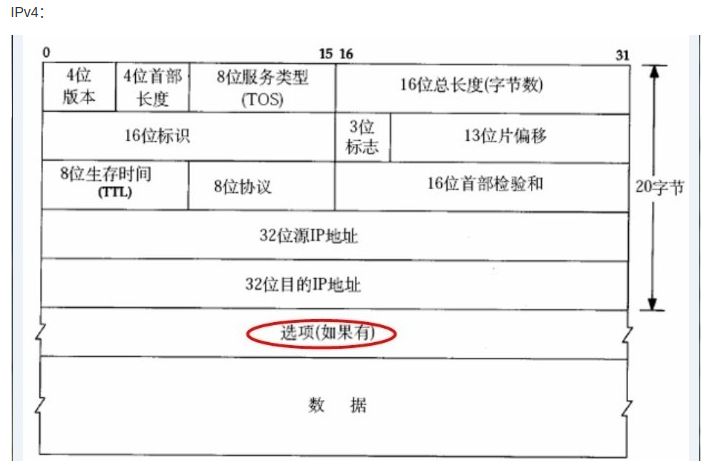 IPv4：
0 15 16 31
4位版本 4位首部长度 8位服务类型(TOS) 16位总长度(字节数)
16位标识 3位标志 13位片偏移
8位生存时间(TTL) 8位协议 16位首部检验和 20字节
32位源IP地址
32位目的IP地址
选项(如果有)
数 据